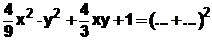 4/9 x² - y² + 4/3 xy + 1 = (... + ...)²